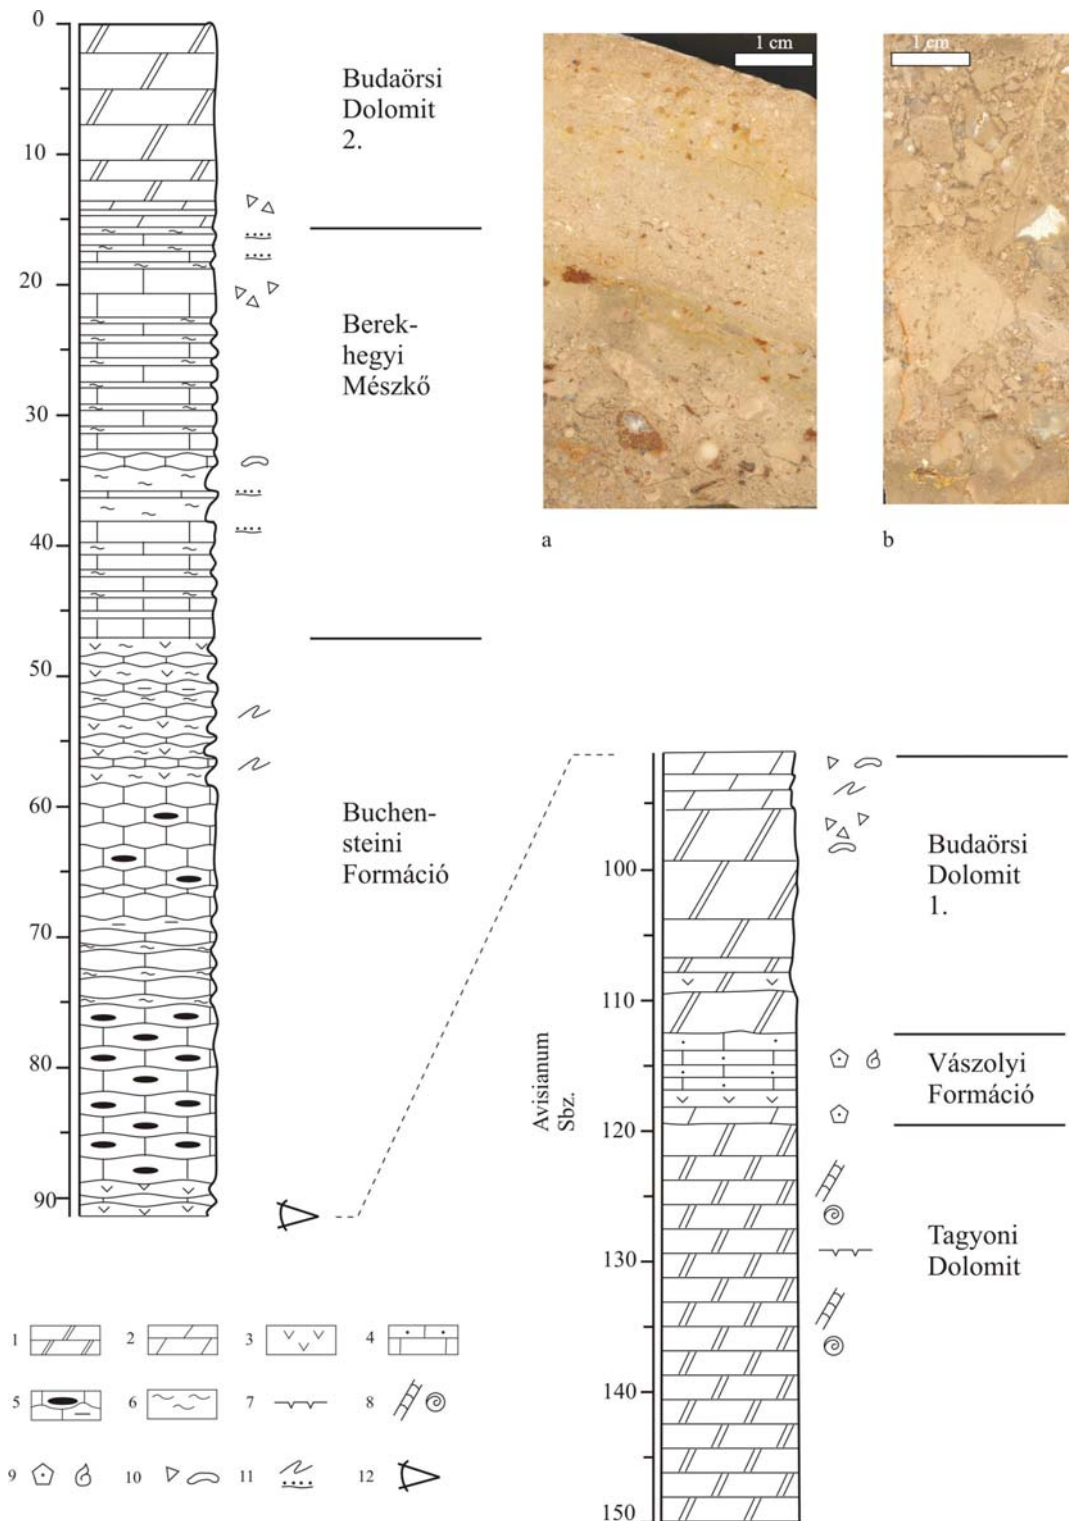 0
10
20
30
40
50
60
70
80
90
Budaörsi
Dolomit
2.
Berek-
hegyi
Mészkő
Buchen-
steini
Formáció
1 cm
a
1 cm
b
100
110
120
130
140
150
Avisianum
Sbz.
Budaörsi
Dolomit
1.
Vászolyi
Formáció
Tagyoni
Dolomit
1
2
3
4
5
6
7
8
9
10
11
12